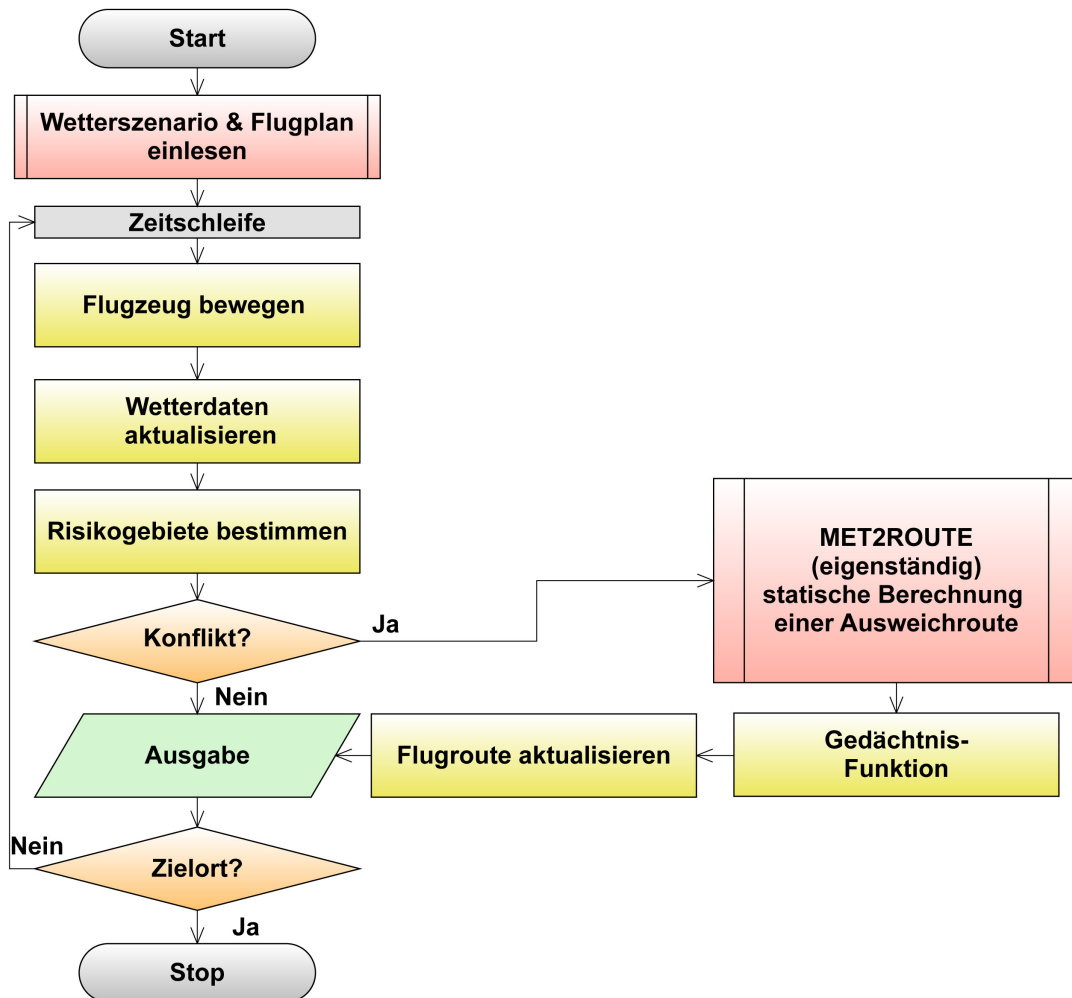 Start
Wetterszenario & Flugplan
einlesen
Zeitschleife
Flugzeug bewegen
Wetterdaten
aktualisieren
Risikogebiete bestimmen
Konflikt?
Ja
MET2ROUTE
(eigenständig)
statische Berechnung
einer Ausweichroute
Nein
Ausgabe
Flugroute aktualisieren
Gedächtnis-
Funktion
Nein
Zielort?
Ja
Stop